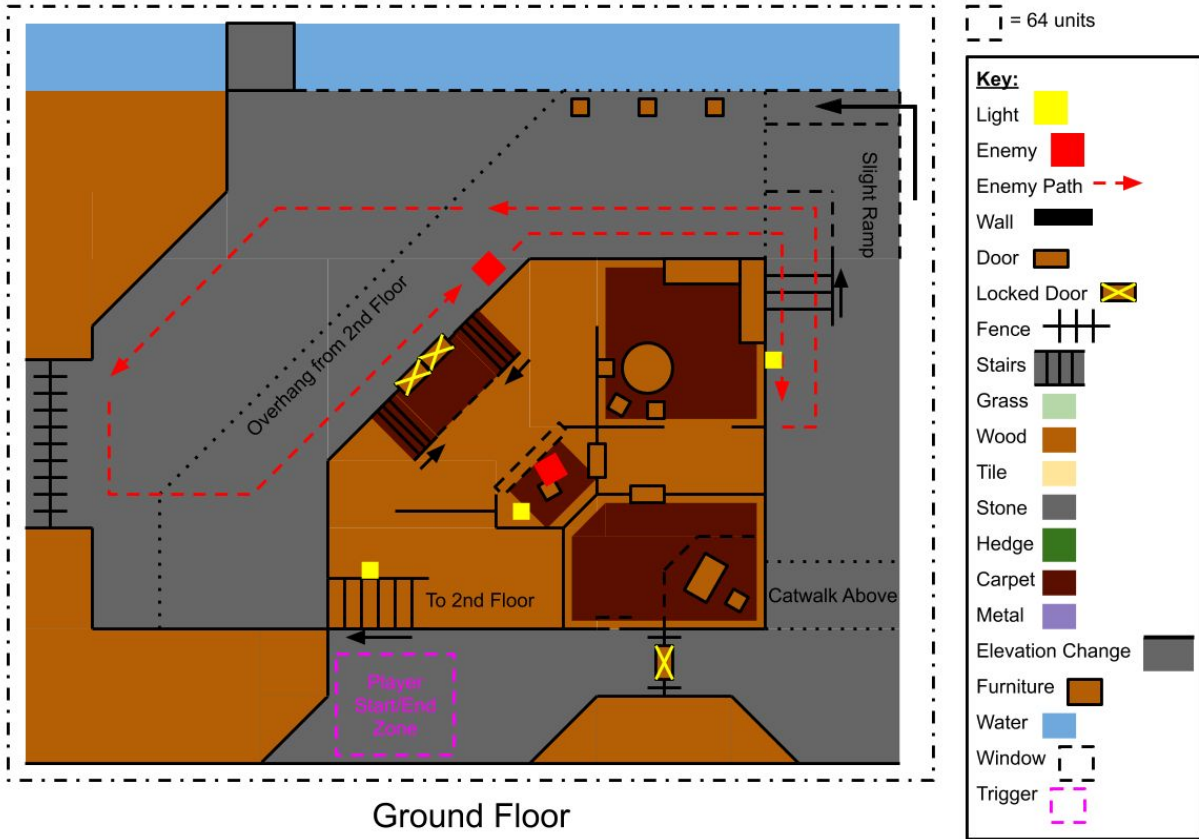 = 64 units
Key:
Light
Enemy
Enemy Path
Wall
Door
Locked Door
Fence
Stairs
Grass
Wood
Tile
Stone
Hedge
Carpet
Metal
Elevation Change
Furniture
Water
Window
Trigger
Slight Ramp
Overhang from 2nd Floor
To 2nd Floor
Catwalk Above
Player
Start/End
Zone
Ground Floor